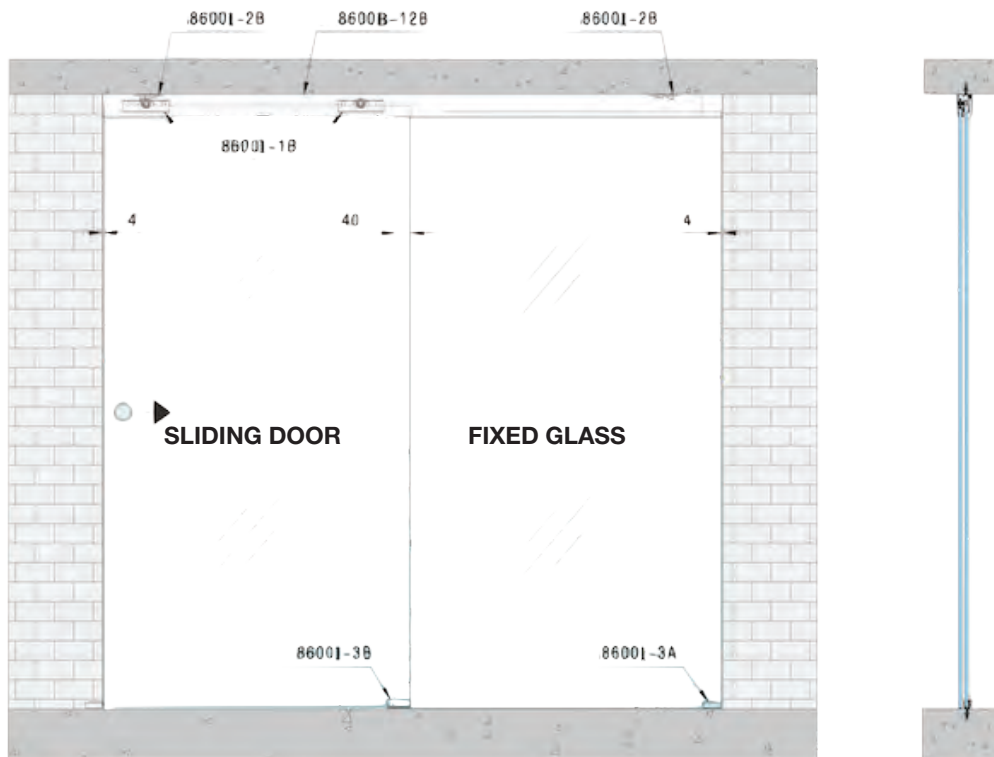 86001-2B
8600B-12B
86001-2B
86001-1B
4
40
4
SLIDING DOOR
FIXED GLASS
86001-3B
86001-3A